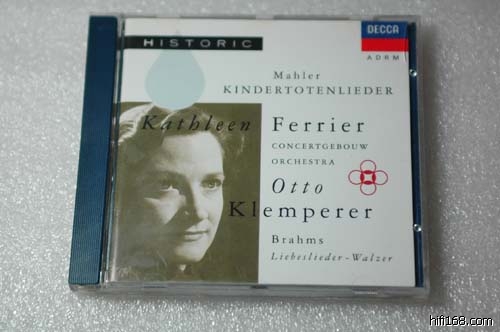 HISTORIC
DECCA
ADRM
Mahler
KINDERTOTENLIEDER
Kathleen Ferrier
CONCERTGEBOUW
ORCHESTRA
Otto
Klemperer
Brahms
Liebeslieder-Walzer
hifi168.com